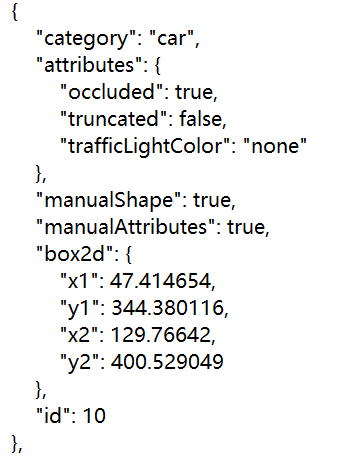 {
"category": "car",
"attributes": {
"occluded": true,
"truncated": false,
"trafficLightColor": "none"
},
"manualShape": true,
"manualAttributes": true,
"box2d": {
"x1": 47.414654,
"y1": 344.380116,
"x2": 129.76642,
"y2": 400.529049
},
"id": 10
},